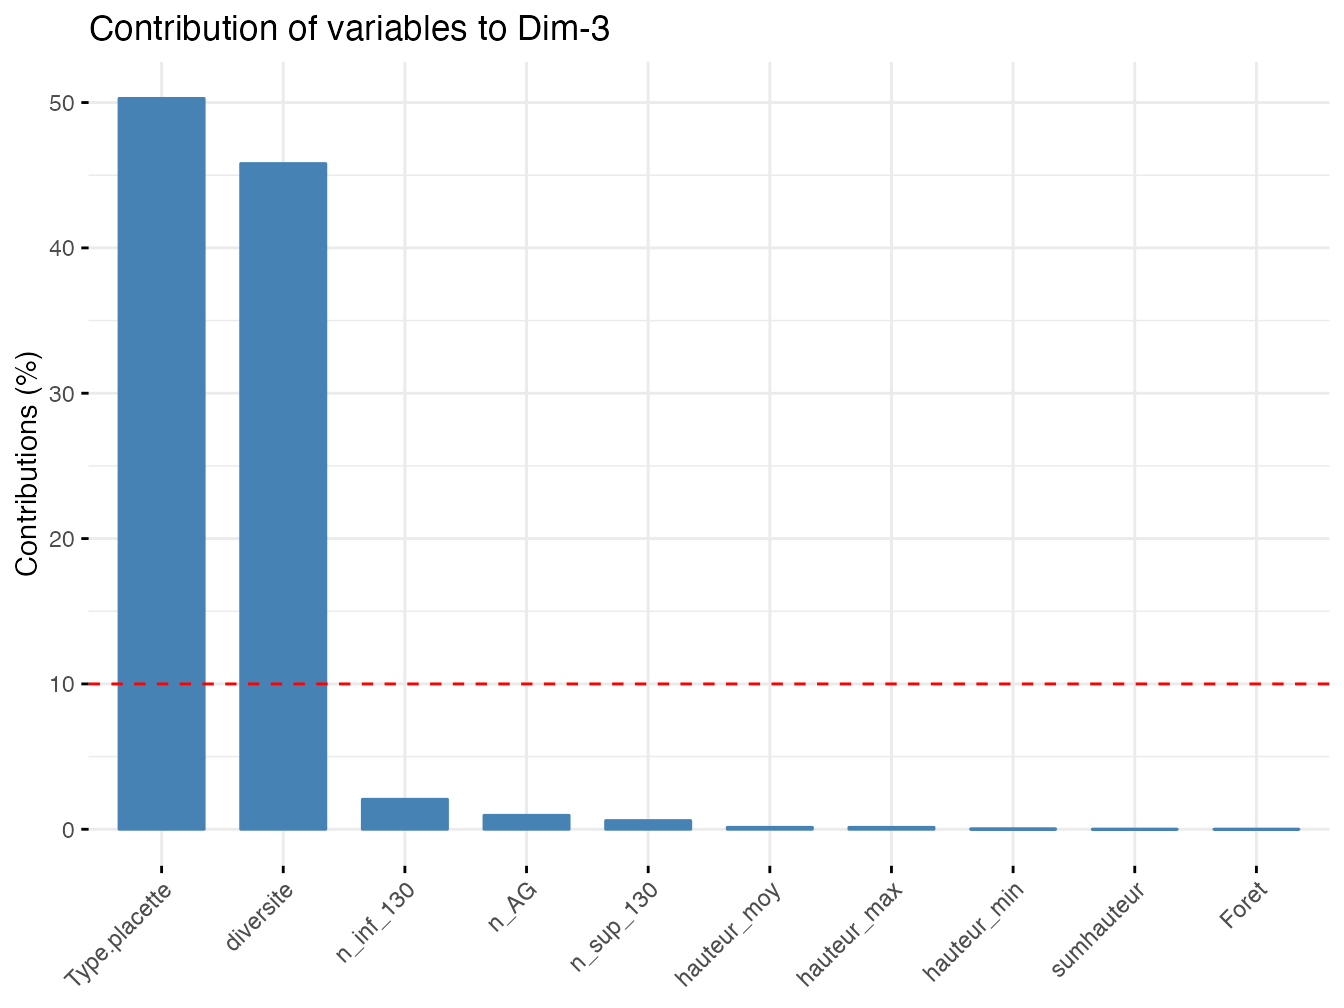 Contribution of variables to Dim-3
Contributions (%)
50
40
30
20
10
0
Type.placette
diversite
n_inf_130
n_AG
n_sup_130
hauteur_moy
hauteur_max
hauteur_min
sumhauteur
Foret